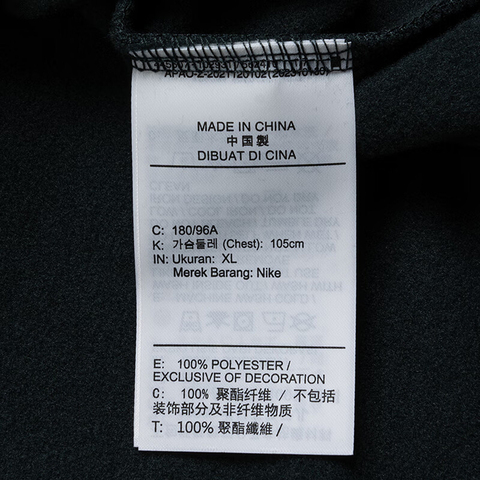 MADE IN CHINA
中国製
DIBUAT DI CINA
C: 180/96A
K: 가슴둘레 (Chest): 105cm
IN: Ukuran: XL
Merek Barang: Nike
E: 100% POLYESTER /
EXCLUSIVE OF DECORATION
C: 100% 聚酯纤维 / 不包括
装饰部分及非纤维物质
T: 100% 聚酯纖維 /